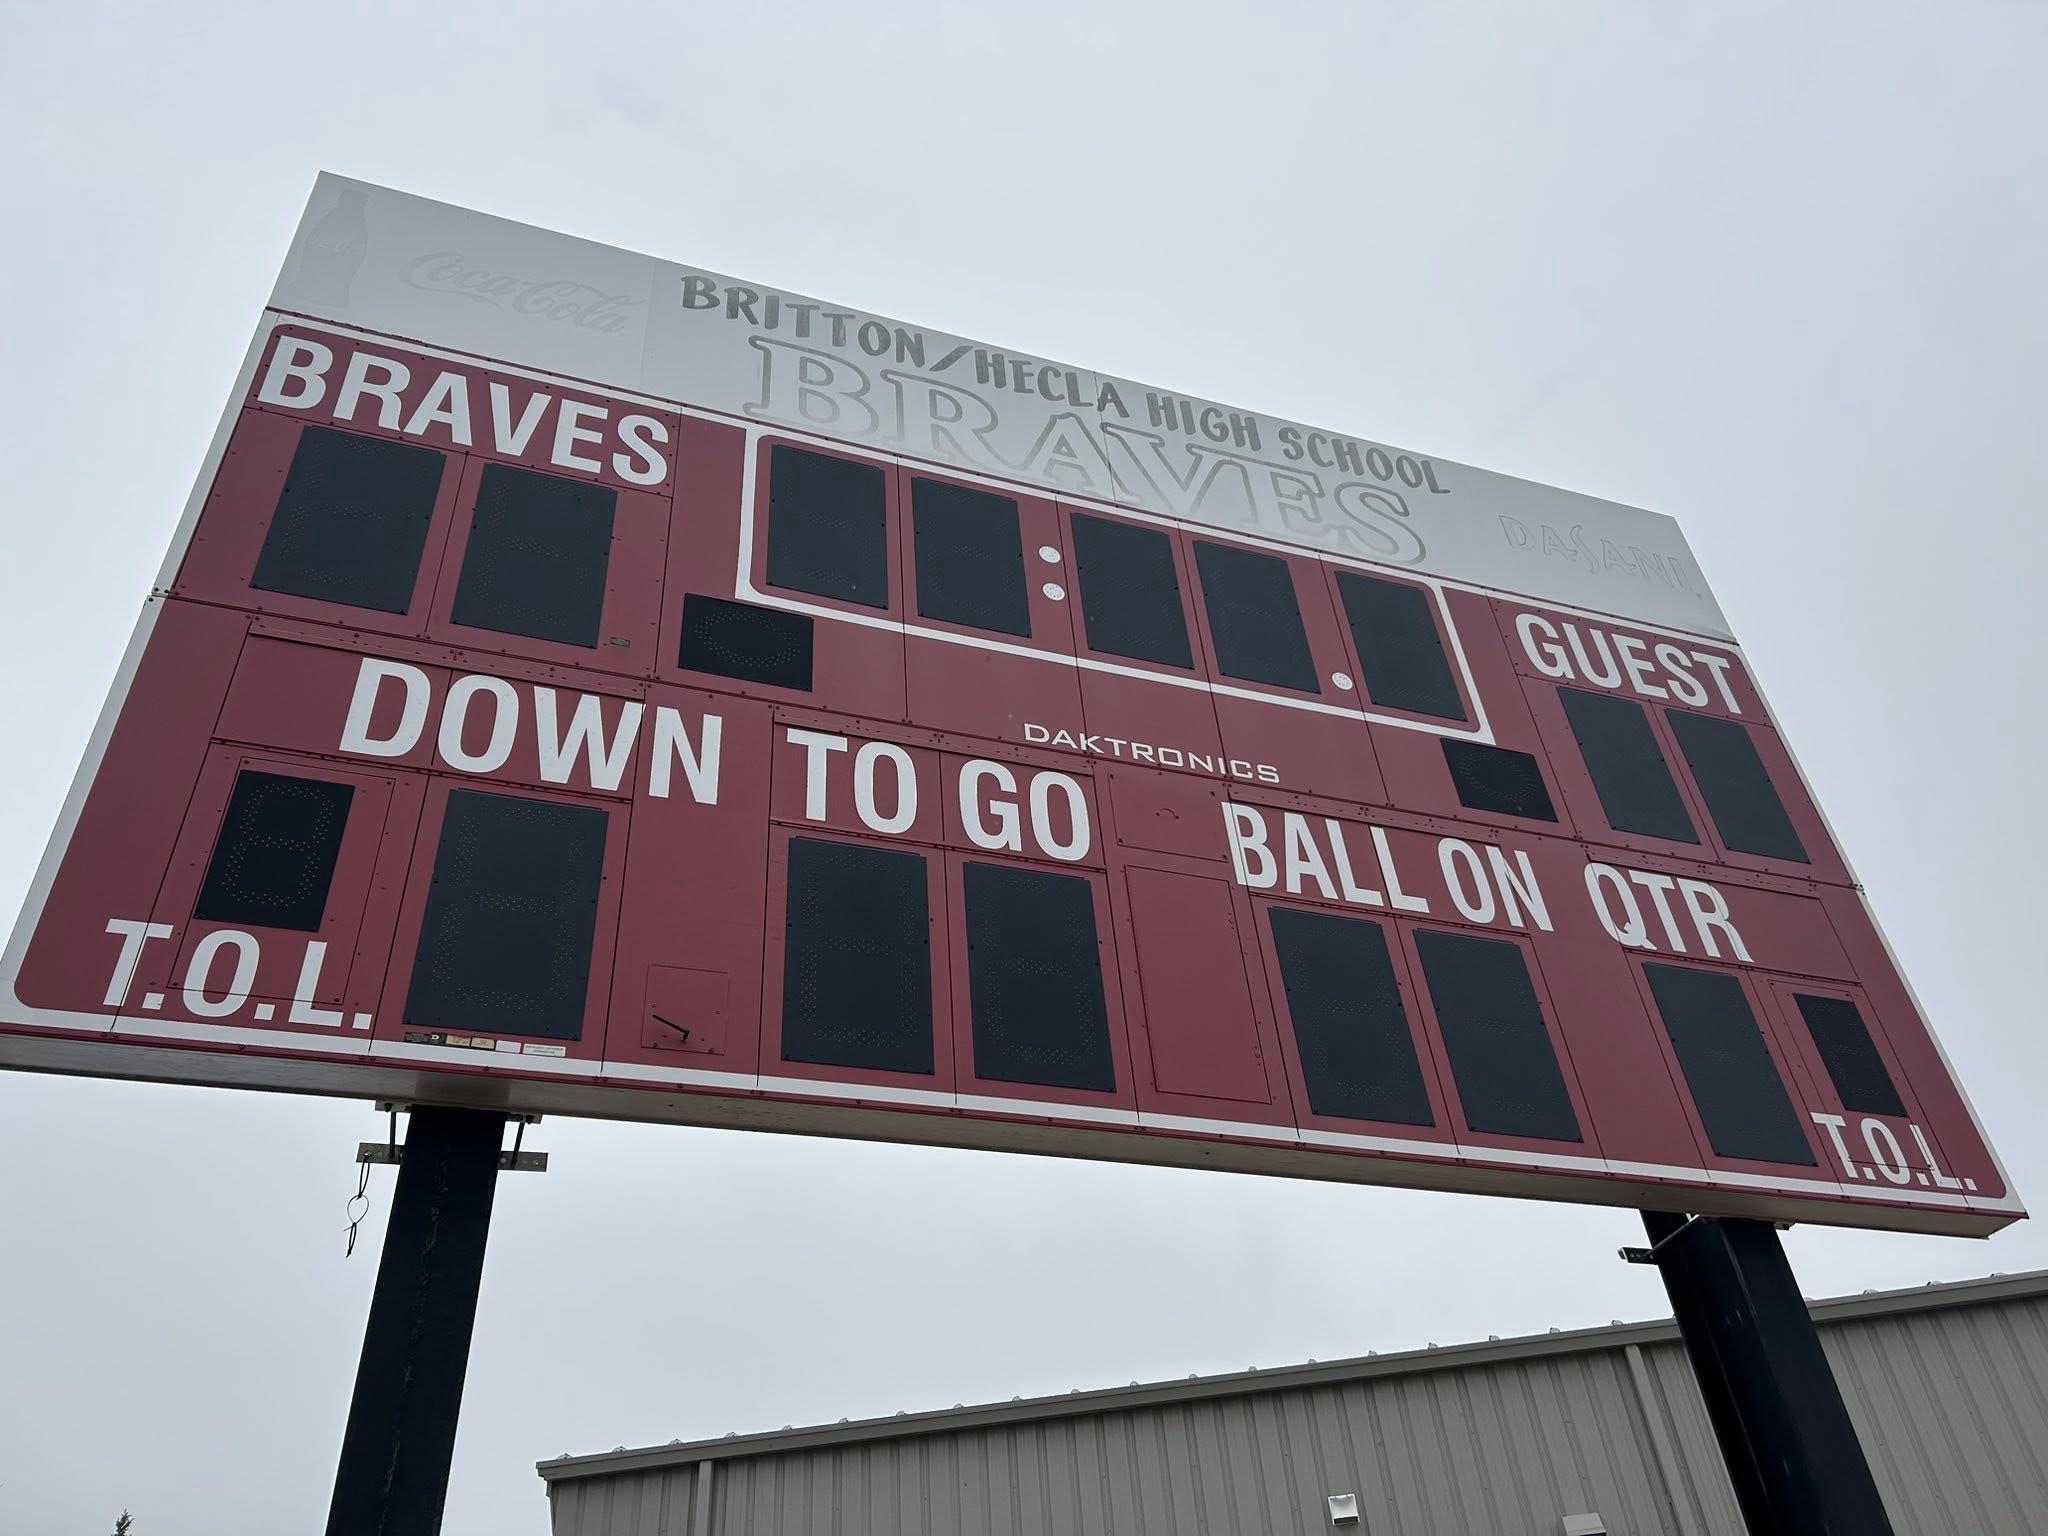 Coca-Cola
BRITTON/HECLA HIGH SCHOOL
BRAVES
DASANI
BRAVES
GUEST
DAKTRONICS
DOWN TO GO BALL ON QTR
T.O.L.
T.O.L.